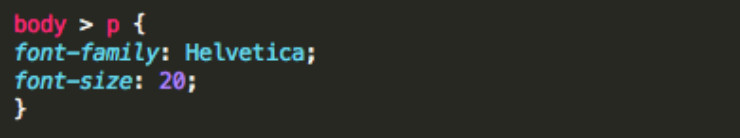 body > p {
font-family: Helvetica;
font-size: 20;
}